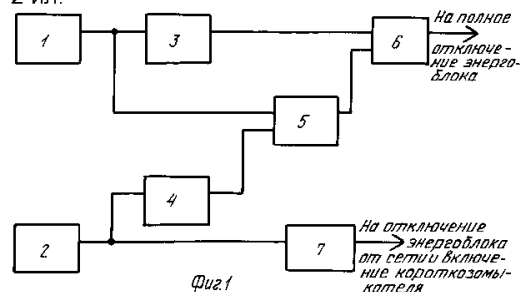 2 ил.
На полное
отключе-
ние энерго-
блока
1
3
6
5
4
2
7
На отключение
энергоблока
от сети и включе-
ние короткозамы-
кателя
Фиг.1